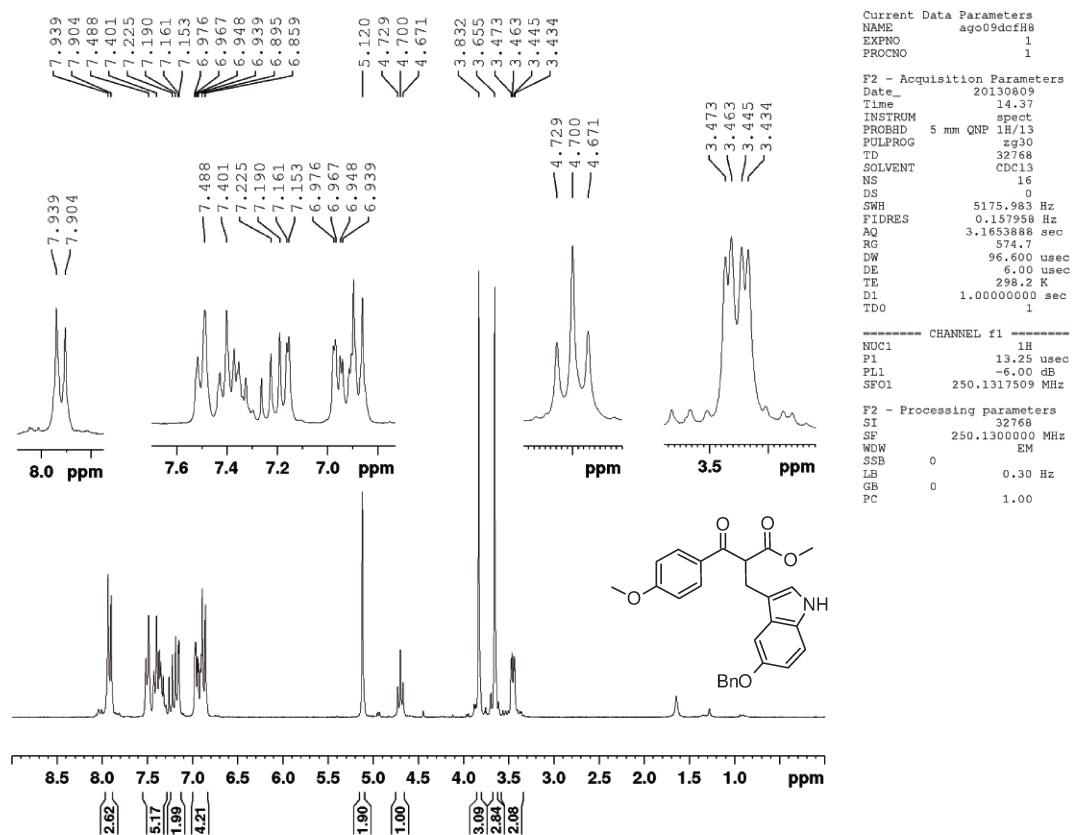 7.939 7.904 7.488 7.401 7.225 7.190 7.161 7.153 6.976 6.967 6.948 6.939 6.895 6.859
5.120 4.729 4.700 4.671
3.832 3.655 3.473 3.463 3.445 3.434
7.939 7.904
7.488 7.401 7.225 7.190 7.161 7.153 6.976 6.967 6.948 6.939
4.729 4.700 4.671
3.473 3.463 3.445 3.434
8.0 ppm
7.6 7.4 7.2 7.0 ppm
ppm
3.5 ppm
O O
O
O
NH
BnO
8.5 8.0 7.5 7.0 6.5 6.0 5.5 5.0 4.5 4.0 3.5 3.0 2.5 2.0 1.5 1.0 ppm
2.62 5.17 1.99 4.21 1.90 1.00 3.09 2.84 2.08
Current Data Parameters
NAME ago09dcfH8
EXPNO 1
PROCNO 1
F2 - Acquisition Parameters
Date_ 20130809
Time 14.37
INSTRUM spect
PROBHD 5 mm QNP 1H/13
PULPROG zg30
TD 32768
SOLVENT CDCl3
NS 16
DS 0
SWH 5175.983 Hz
FIDRES 0.157958 Hz
AQ 3.1653888 sec
RG 574.7
DW 96.600 usec
DE 6.00 usec
TE 298.2 K
D1 1.00000000 sec
TD0 1
======== CHANNEL f1 ========
NUC1 1H
P1 13.25 usec
PL1 -6.00 dB
SFO1 250.1317509 MHz
F2 - Processing parameters
SI 32768
SF 250.1300000 MHz
WDW EM
SSB 0
LB 0.30 Hz
GB 0
PC 1.00